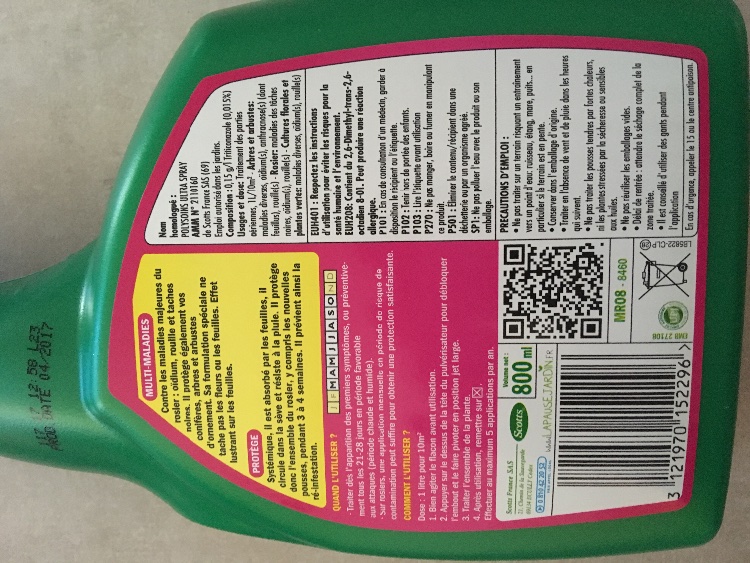 MULTI-MALADIES
Contre les maladies majeures du
rosier : oïdium, rouille et taches
noires. Il protège également vos
conifères, arbres et arbustes
d'ornement. Sa formulation spéciale ne
tache pas les fleurs ou les feuilles. Effet
lustrant sur les feuilles.
PROTÈGE
Systémique, il est absorbé par les feuilles, il
circule dans la sève et résiste à la pluie. Il protège
donc l'ensemble du rosier, y compris les nouvelles
pousses, pendant 3 à 4 semaines. Il prévient ainsi la
ré-infestation.
QUAND L'UTILISER ?
J F M A M J J A S O N D
· Traiter dès l'apparition des premiers symptômes, ou préventive-
ment tous les 21-28 jours en période favorable
aux attaques (période chaude et humide).
· Sur rosiers, une application mensuelle en période de risque de
contamination peut suffire pour obtenir une protection satisfaisante.
COMMENT L'UTILISER ?
Dose : 1 litre pour 10m²
1. Bien agiter le flacon avant utilisation.
2. Appuyer sur le dessus de la tête du pulvérisateur pour débloquer
l'embout et le faire pivoter en position jet large.
3. Traiter l'ensemble de la plante
4. Après utilisation, remettre sur
Effectuer au maximum 5 applications par an.
Scotts France SAS
Scotts
Volume net :
800 ml
www.LAPAUSEJARDIN.FR
3 121970 152296
Nom
homologué :
POLYSOINS ULTRA SPRAY
AMM N° 2110160
de Scotts France SAS (69)
Emploi autorisé dans les jardins.
Composition : 0,15 g/l Tritironazole (0,015%)
Usages et dose: Traitement des parties
aériennes, 1L/10m² - Arbres et arbustes:
maladies diverses, oïdium(s), anthracnose(s) (dont
feuillus), rouille(s) - Rosier: maladies des tâches
noires, oïdium(s), rouille(s) - Cultures florales et
plantes vertes: maladies diverses, oïdium(s), rouille(s)
EUH401 : Respectez les instructions
d'utilisation pour éviter les risques pour la
santé humaine et l'environnement.
EUH208: Contient du 2,6-Dimethyl-trans-2,6-
octadien 8-01. Peut produire une réaction
allergique.
P101 : En cas de consultation d'un médecin, garder à
disposition le récipient ou l'étiquette.
P102 : Tenir hors de portée des enfants.
P103 : Lire l'étiquette avant utilisation
P270 : Ne pas manger, boire ou fumer en manipulant
ce produit.
P501 : Éliminer le contenu/récipient dans une
déchetterie ou par un organisme agréé.
SP1: Ne pas polluer l'eau avec le produit ou son
emballage.
PRÉCAUTIONS D'EMPLOI :
• Ne pas traiter sur un terrain risquant un entraînement
vers un point d'eau: ruisseau, étang, mare, puits... en
particulier si le terrain est en pente.
• Conserver dans l'emballage d'origine.
• Traiter en l'absence de vent et de pluie dans les heures
qui suivent.
• Ne pas traiter les pousses tendres par fortes chaleurs,
ni les plantes stressées par la sécheresse ou sensibles
aux huiles.
• Ne pas réutiliser les emballages vides.
• Délai de rentrée : attendre le séchage complet de la
zone traitée.
• Il est conseillé d'utiliser des gants pendant
l'application
En cas d'urgence, appeler le 15 ou le centre antipoison.
MR0B - 8460
EMB 27108
LB5822-CLP